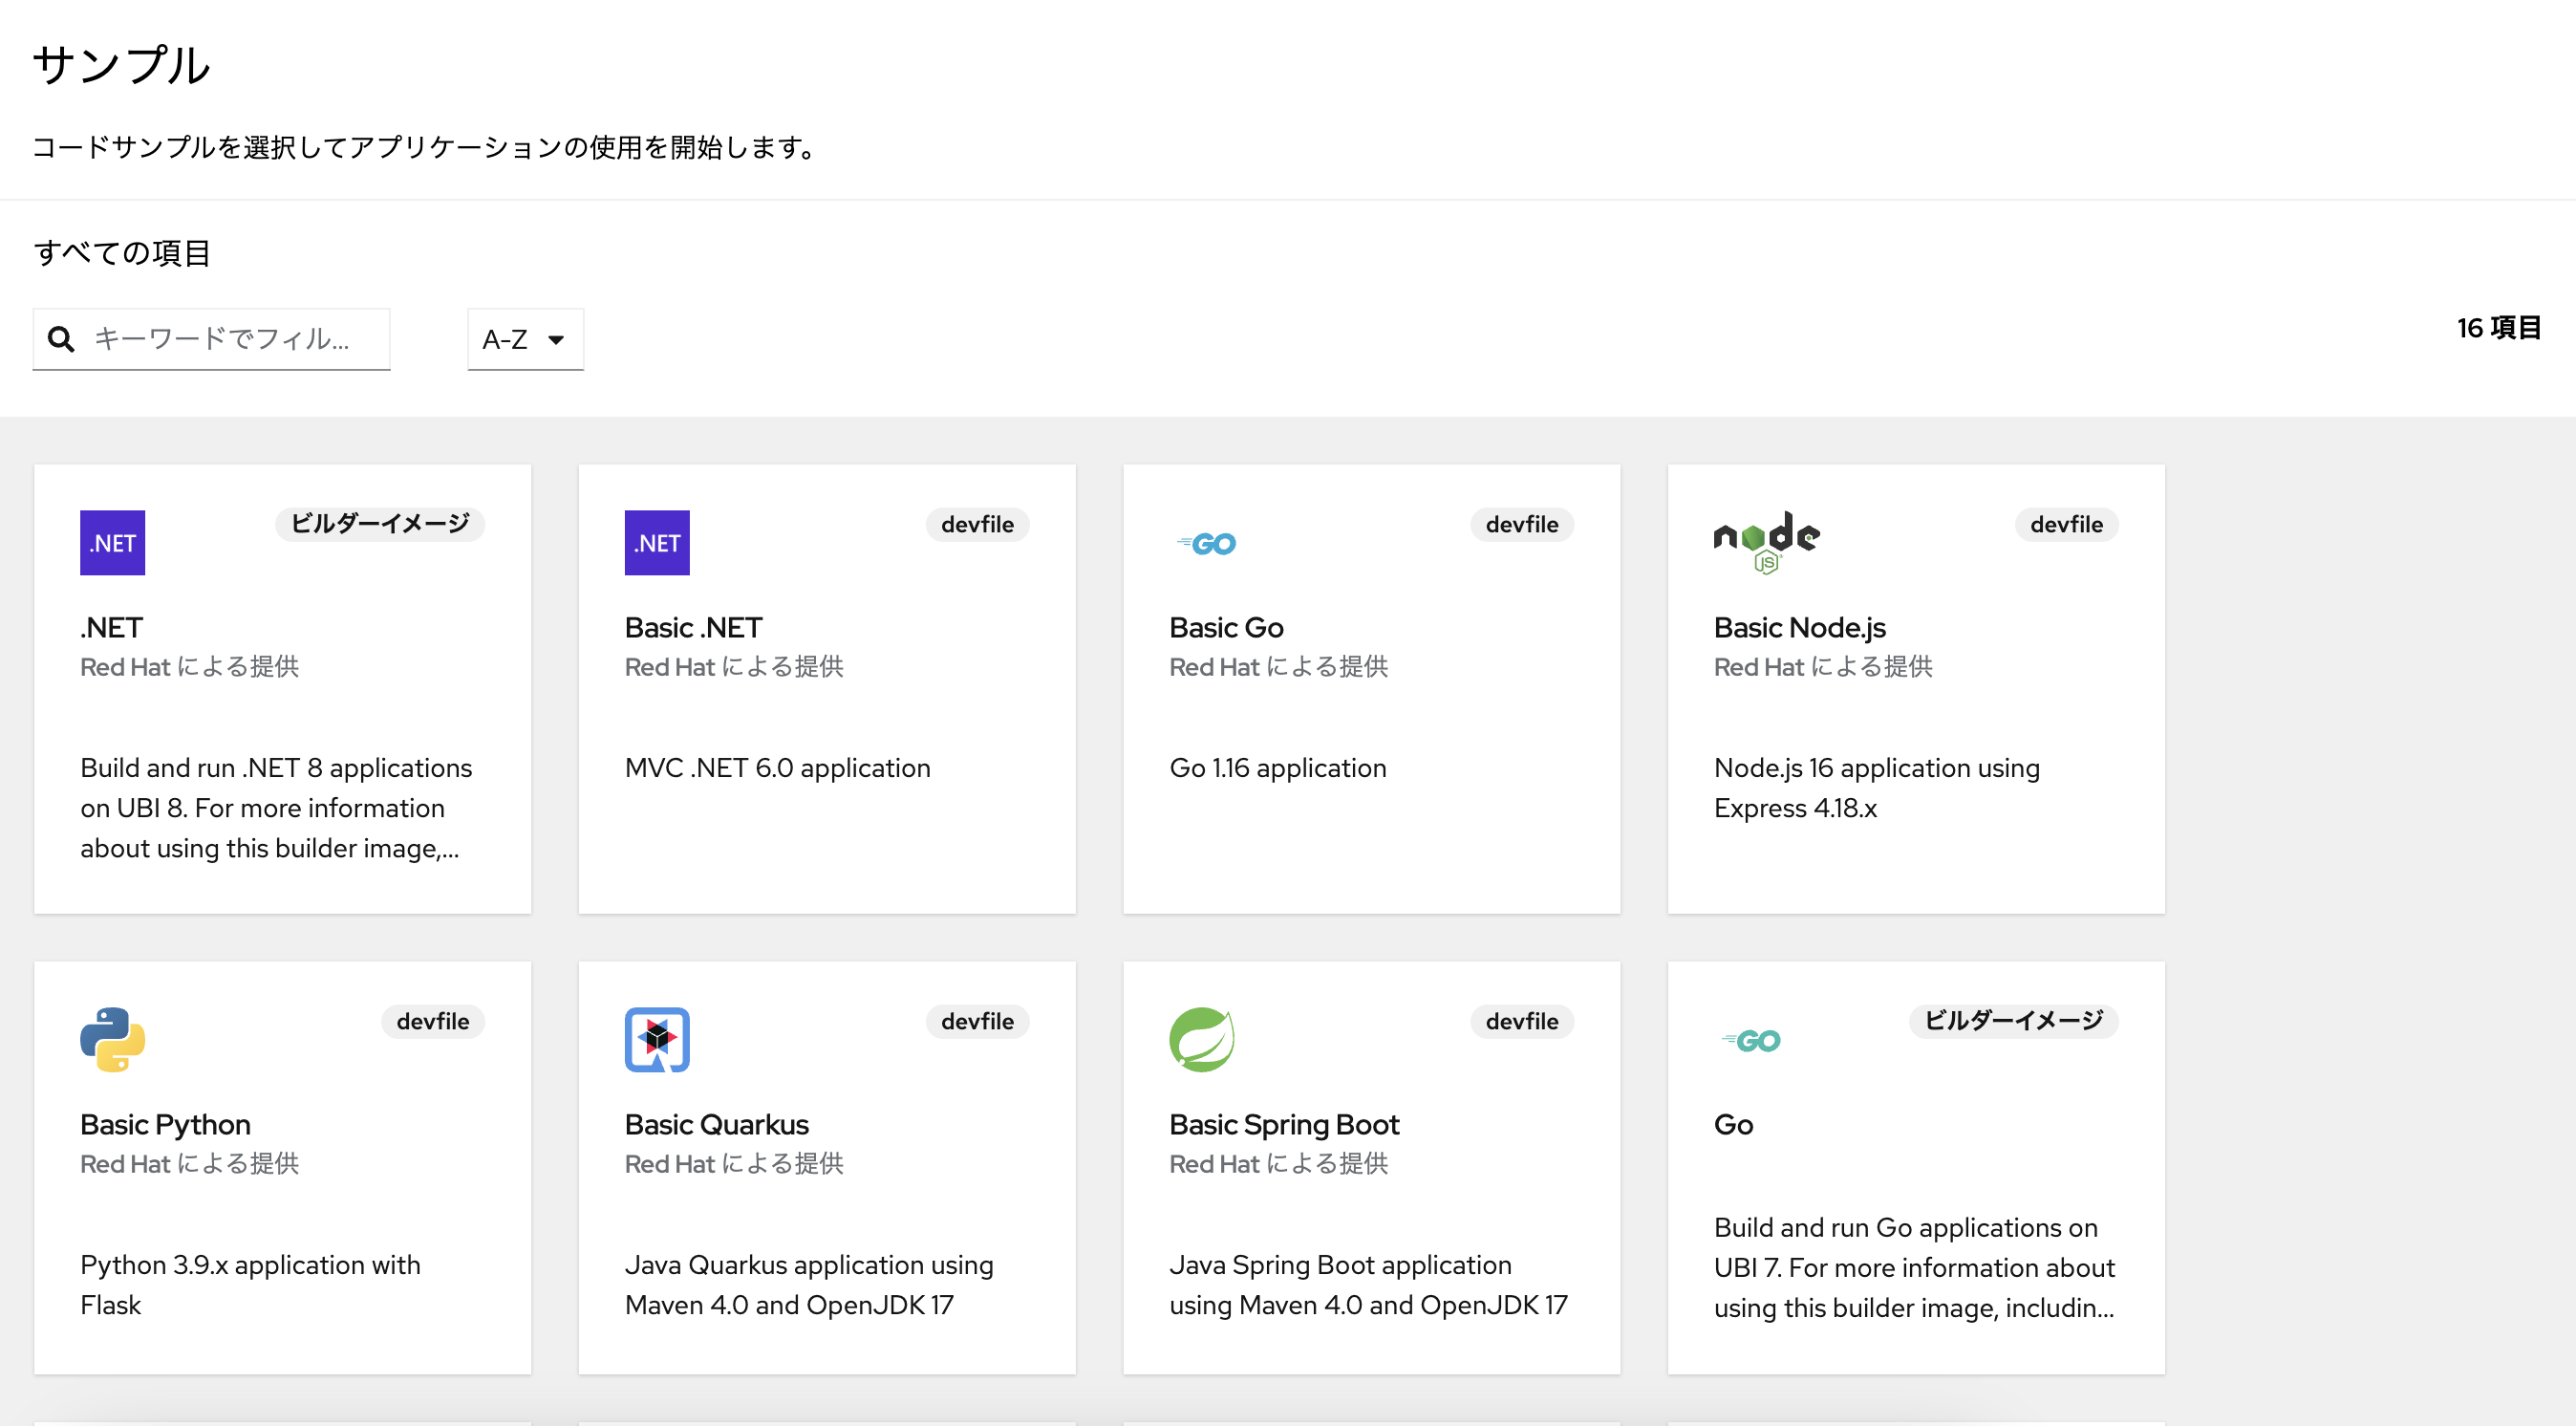 サンプル
コードサンプルを選択してアプリケーションの使用を開始します。
すべての項目
キーワードでフィル...
A-Z
16 項目
.NET
ビルダーイメージ
.NET
Red Hat による提供
Build and run .NET 8 applications
on UBI 8. For more information
about using this builder image,...
.NET
devfile
Basic .NET
Red Hat による提供
MVC .NET 6.0 application
GO
devfile
Basic Go
Red Hat による提供
Go 1.16 application
node
JS
devfile
Basic Node.js
Red Hat による提供
Node.js 16 application using
Express 4.18.x
devfile
Basic Python
Red Hat による提供
Python 3.9.x application with
Flask
devfile
Basic Quarkus
Red Hat による提供
Java Quarkus application using
Maven 4.0 and OpenJDK 17
devfile
Basic Spring Boot
Red Hat による提供
Java Spring Boot application
using Maven 4.0 and OpenJDK 17
GO
ビルダーイメージ
Go
Build and run Go applications on
UBI 7. For more information about
using this builder image, includin...